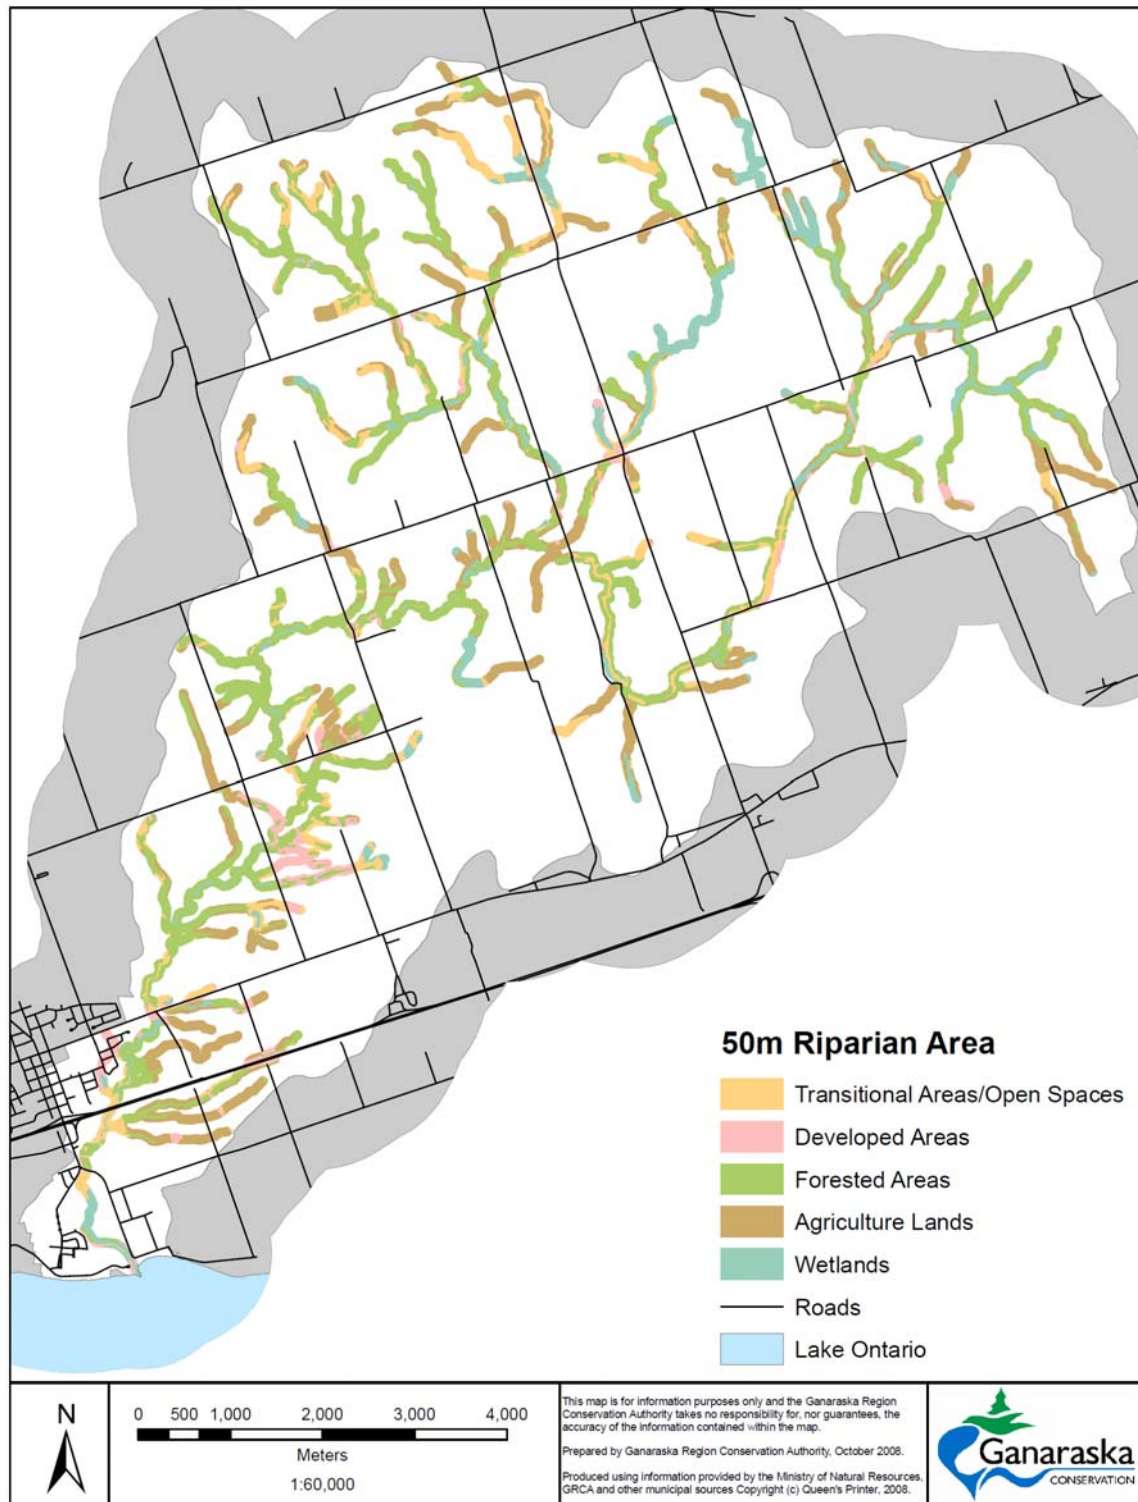 50m Riparian Area
Transitional Areas/Open Spaces
Developed Areas
Forested Areas
Agriculture Lands
Wetlands
Roads
Lake Ontario
N
0 500 1,000 2,000 3,000 4,000
Meters
1:60,000
This map is for information purposes only and the Ganaraska Region
Conservation Authority takes no responsibility for, nor guarantees, the
accuracy of the information contained within the map.
Prepared by Ganaraska Region Conservation Authority, October 2008.
Produced using information provided by the Ministry of Natural Resources,
GRCA and other municipal sources Copyright (c) Queen's Printer, 2008.
Ganaraska
CONSERVATION